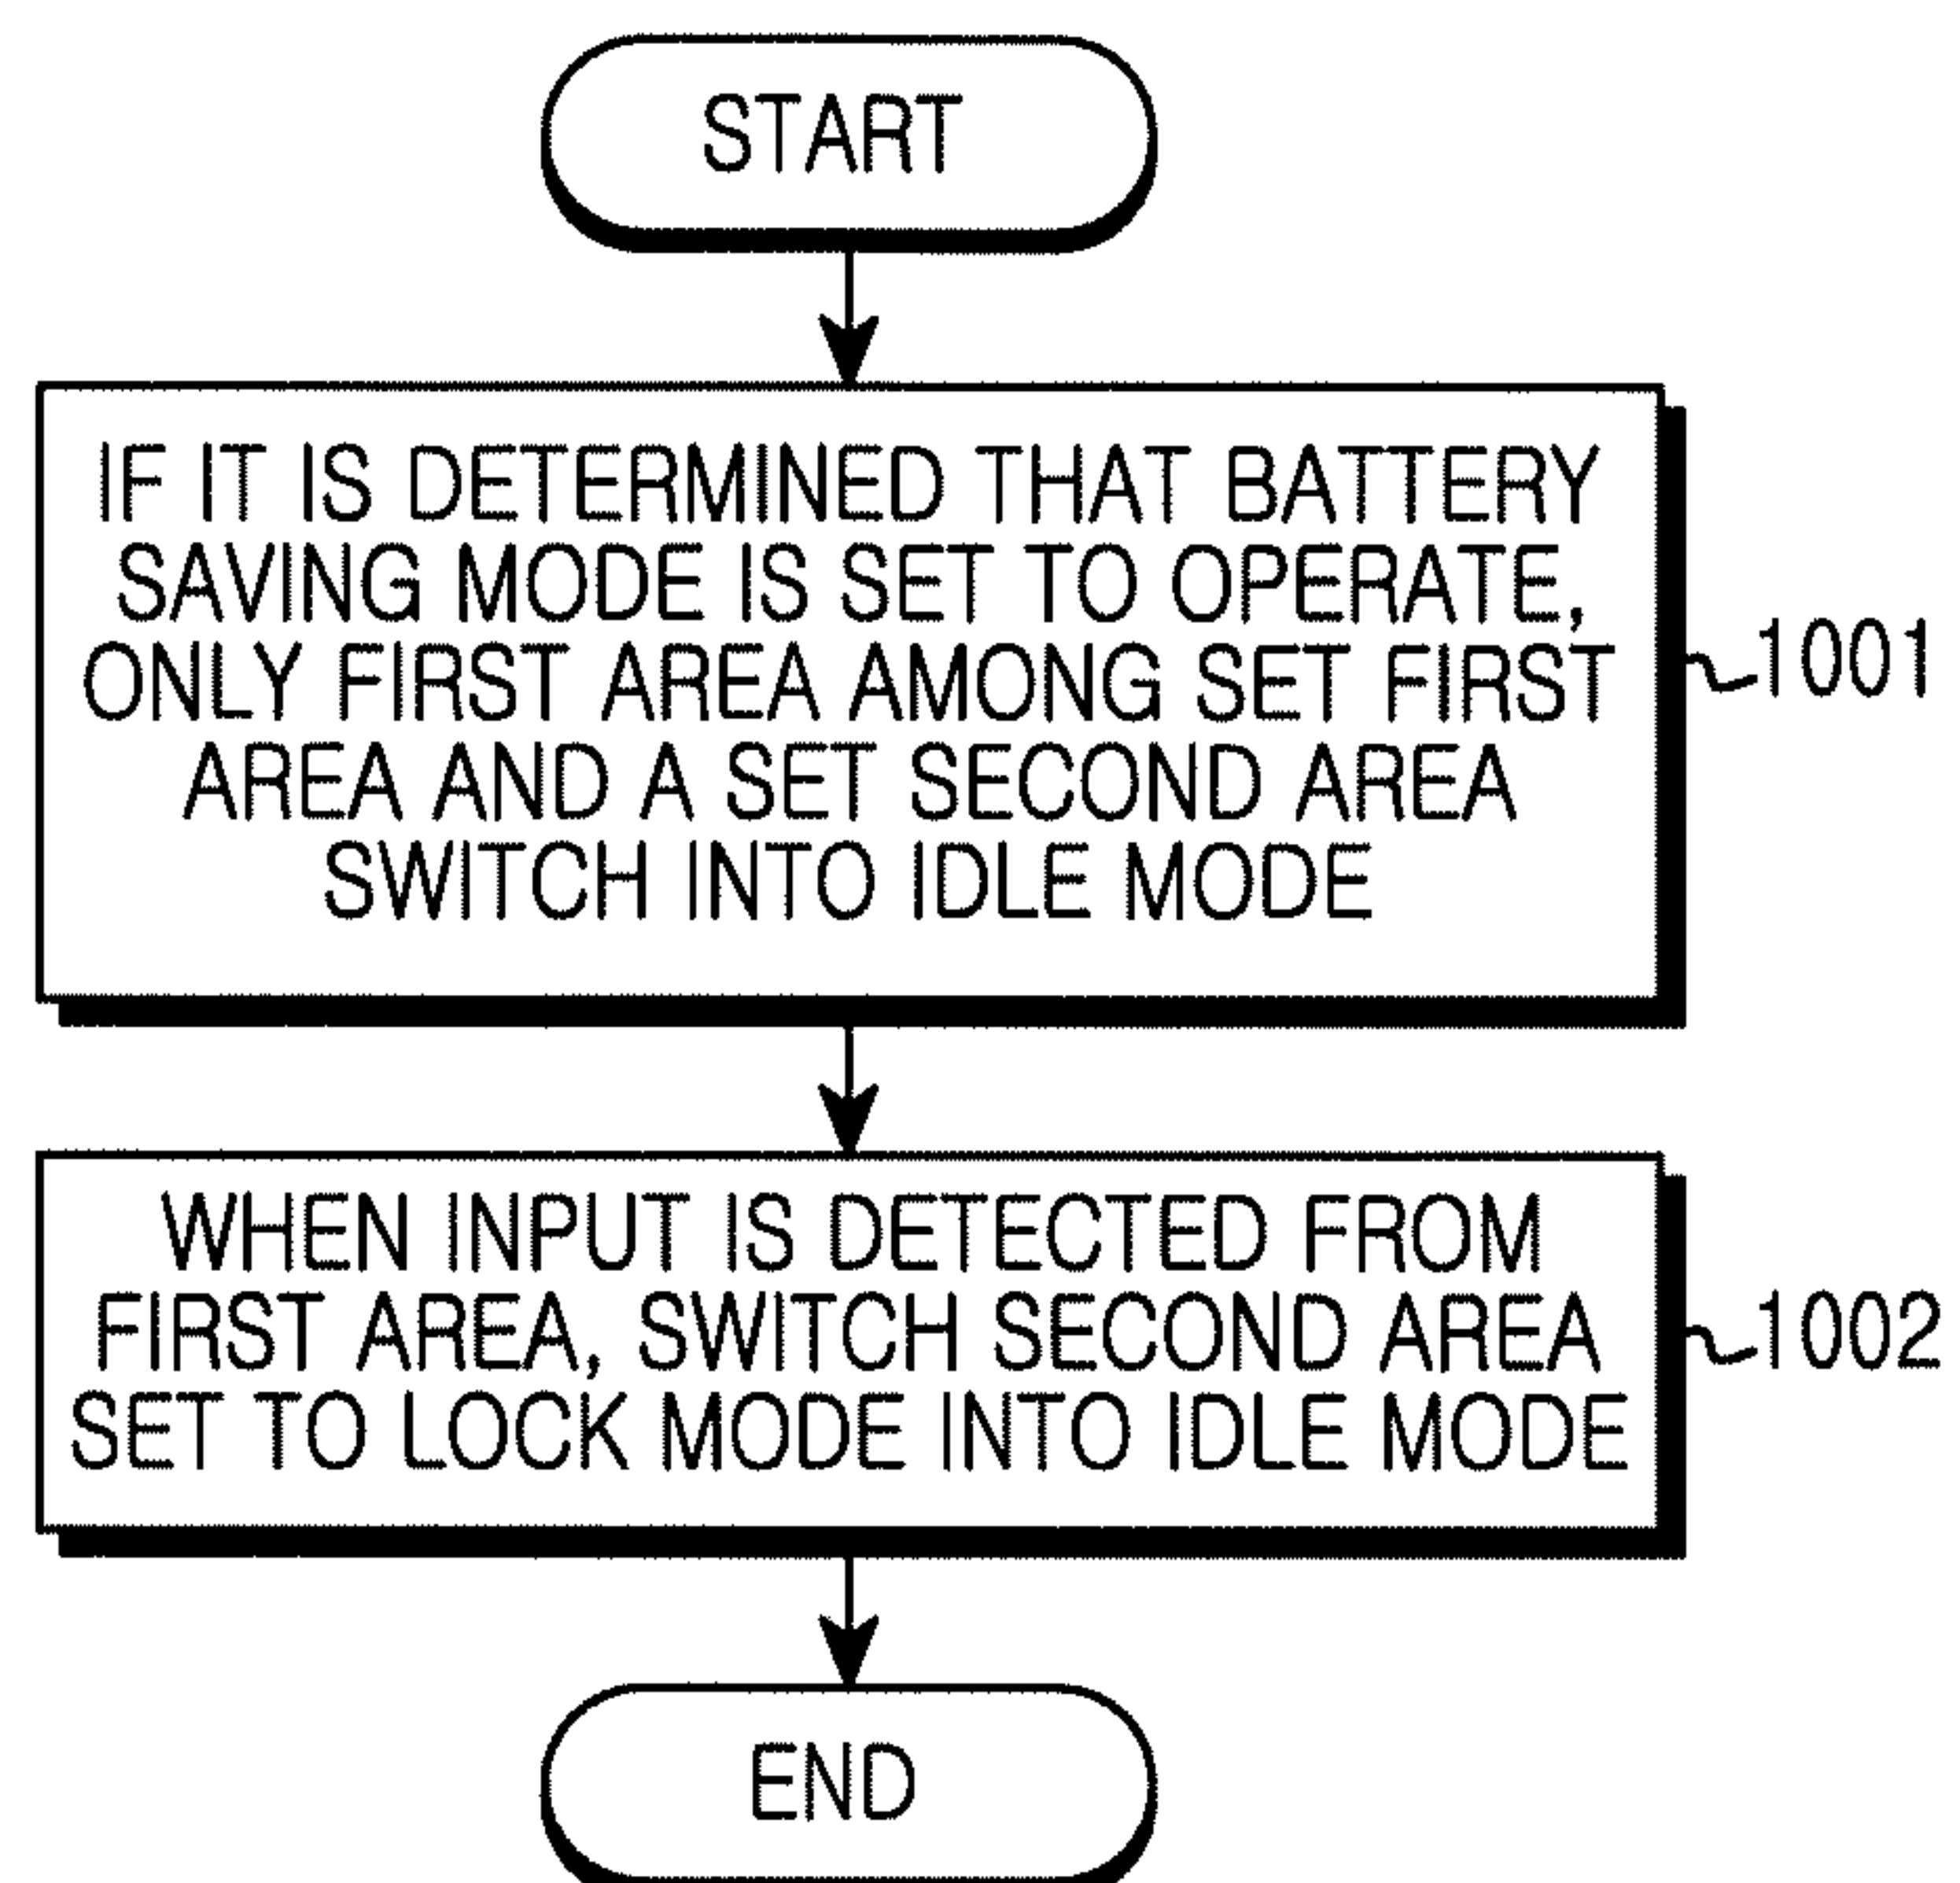 START
IF IT IS DETERMINED THAT BATTERY
SAVING MODE IS SET TO OPERATE,
ONLY FIRST AREA AMONG SET FIRST
AREA AND A SET SECOND AREA
SWITCH INTO IDLE MODE
1001
WHEN INPUT IS DETECTED FROM
FIRST AREA, SWITCH SECOND AREA
SET TO LOCK MODE INTO IDLE MODE
1002
END